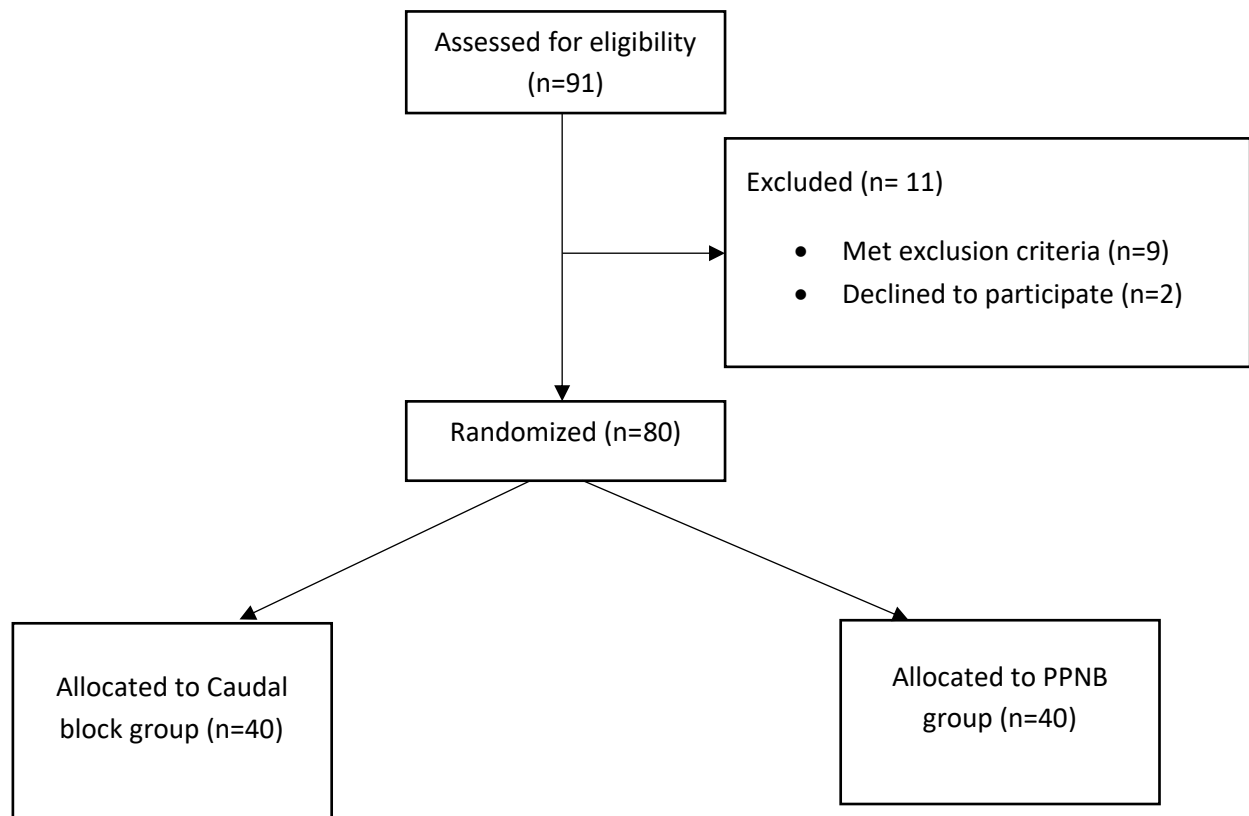 Assessed for eligibility
(n=91)
Excluded (n= 11)
• Met exclusion criteria (n=9)
• Declined to participate (n=2)
Randomized (n=80)
Allocated to Caudal
block group (n=40)
Allocated to PPNB
group (n=40)